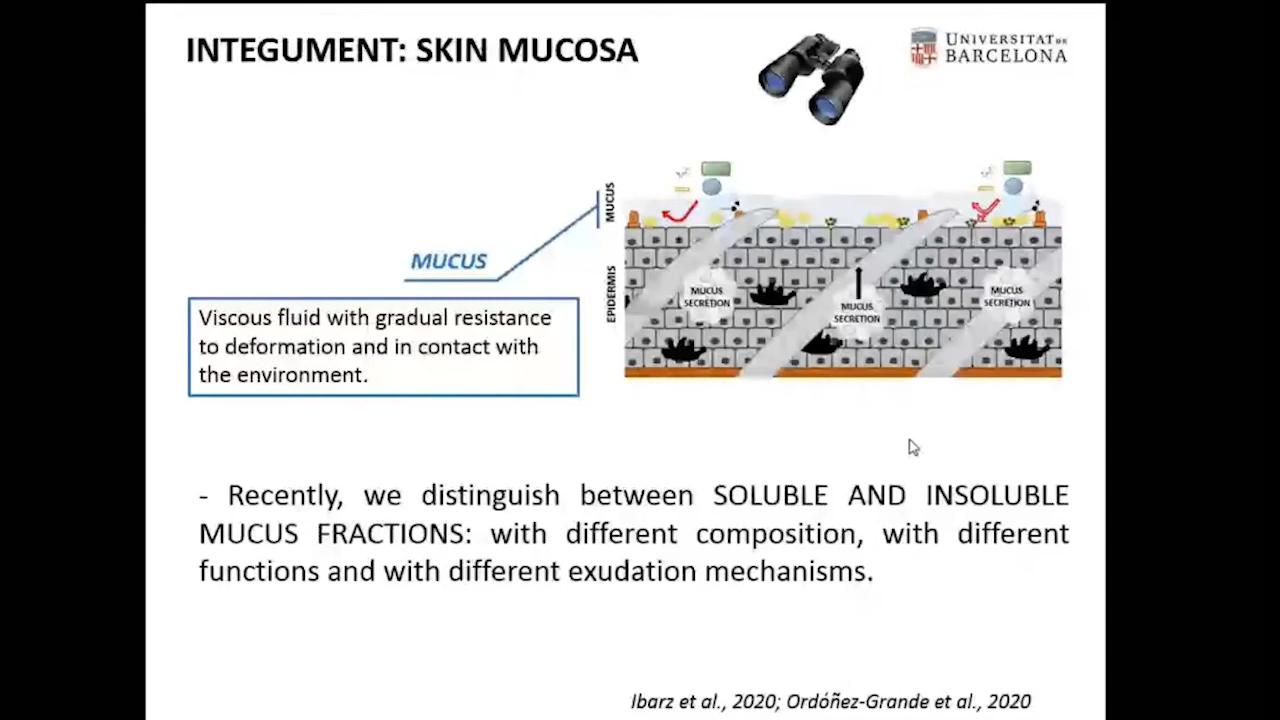 INTEGUMENT: SKIN MUCOSA
UNIVERSITAT DE
BARCELONA
MUCUS
EPIDERMIS
MUCUS
SECRETION
MUCUS
SECRETION
MUCUS
SECRETION
MUCUS
Viscous fluid with gradual resistance
to deformation and in contact with
the environment.
- Recently, we distinguish between SOLUBLE AND INSOLUBLE
MUCUS FRACTIONS: with different composition, with different
functions and with different exudation mechanisms.
Ibarz et al., 2020; Ordóñez-Grande et al., 2020